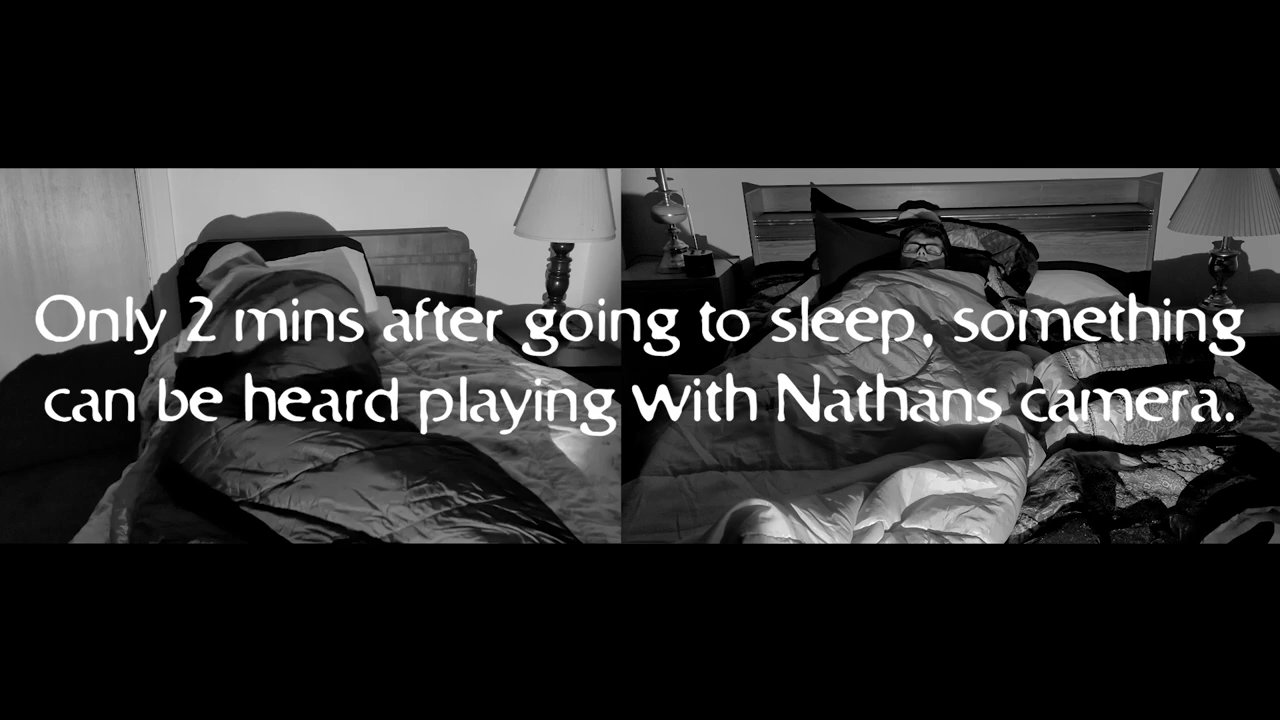 Only 2 mins after going to sleep, something
can be heard playing with Nathans camera.